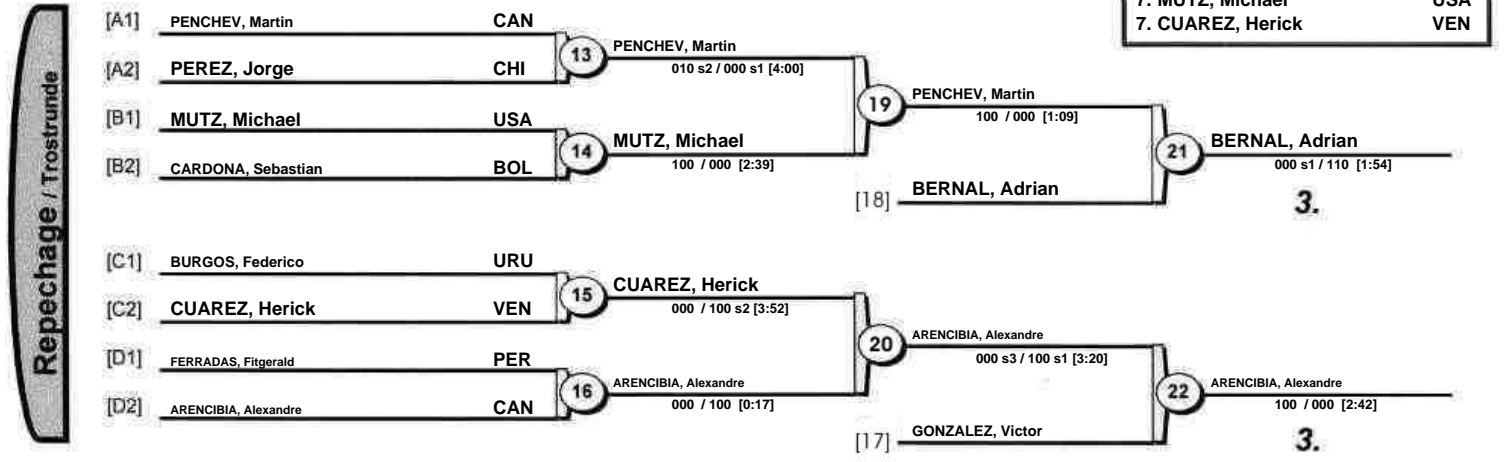 7. MUTZ, Michael USA
7. CUAREZ, Herick VEN
Repechage / Trostrunde
[A1] PENCHEV, Martin CAN
[A2] PEREZ, Jorge CHI
13
PENCHEV, Martin
010 s2 / 000 s1 [4:00]
[B1] MUTZ, Michael USA
[B2] CARDONA, Sebastian BOL
14
MUTZ, Michael
100 / 000 [2:39]
19
PENCHEV, Martin
100 / 000 [1:09]
[18] BERNAL, Adrian
21
BERNAL, Adrian
000 s1 / 110 [1:54]
3.
[C1] BURGOS, Federico URU
[C2] CUAREZ, Herick VEN
15
CUAREZ, Herick
000 / 100 s2 [3:52]
[D1] FERRADAS, Fitgerald PER
[D2] ARENCIBIA, Alexandre CAN
16
ARENCIBIA, Alexandre
000 / 100 [0:17]
20
ARENCIBIA, Alexandre
000 s3 / 100 s1 [3:20]
[17] GONZALEZ, Victor
22
ARENCIBIA, Alexandre
100 / 000 [2:42]
3.